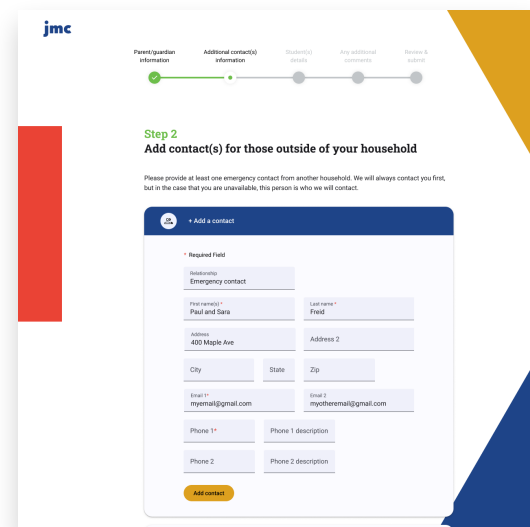 jmc
Parent/guardian
information
Additional contact(s)
information
Student(s)
details
Any additional
comments
Review &
submit
Step 2
Add contact(s) for those outside of your household
Please provide at least one emergency contact from another household. We will always contact you first,
but in the case that you are unavailable, this person is who we will contact.
+ Add a contact
* Required Field
Relationship
Emergency contact
First name(s) *
Last name *
Paul and Sara
Freid
Address
400 Maple Ave
Address 2
City
State
Zip
Email 1*
Email 2
myemail@gmail.com
myotheremail@gmail.com
Phone 1*
Phone 1 description
Phone 2
Phone 2 description
Add contact